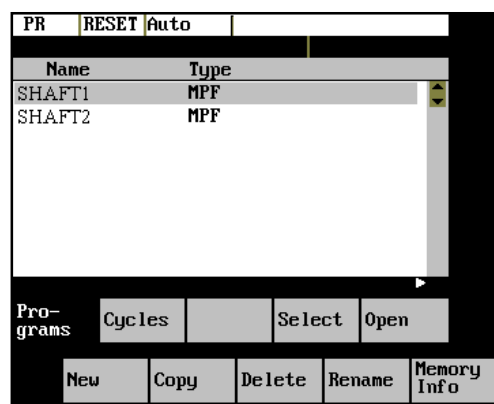 PR RESET Auto
Name Type
SHAFT1 MPF
SHAFT2 MPF
Pro-
grams Cycles Select Open
New Copy Delete Rename Memory
Info